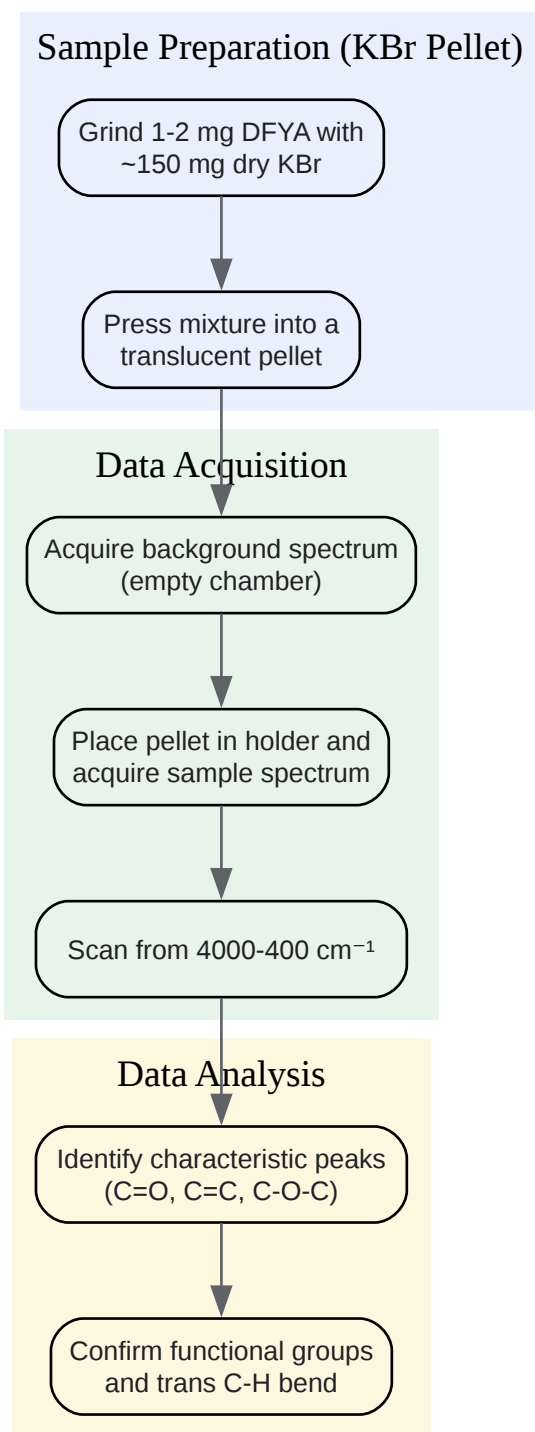 Sample Preparation (KBr Pellet)
Grind 1-2 mg DFYA with
~150 mg dry KBr
Press mixture into a
translucent pellet
Data Acquisition
Acquire background spectrum
(empty chamber)
Place pellet in holder and
acquire sample spectrum
Scan from 4000-400 cm⁻¹
Data Analysis
Identify characteristic peaks
(C=O, C=C, C-O-C)
Confirm functional groups
and trans C-H bend